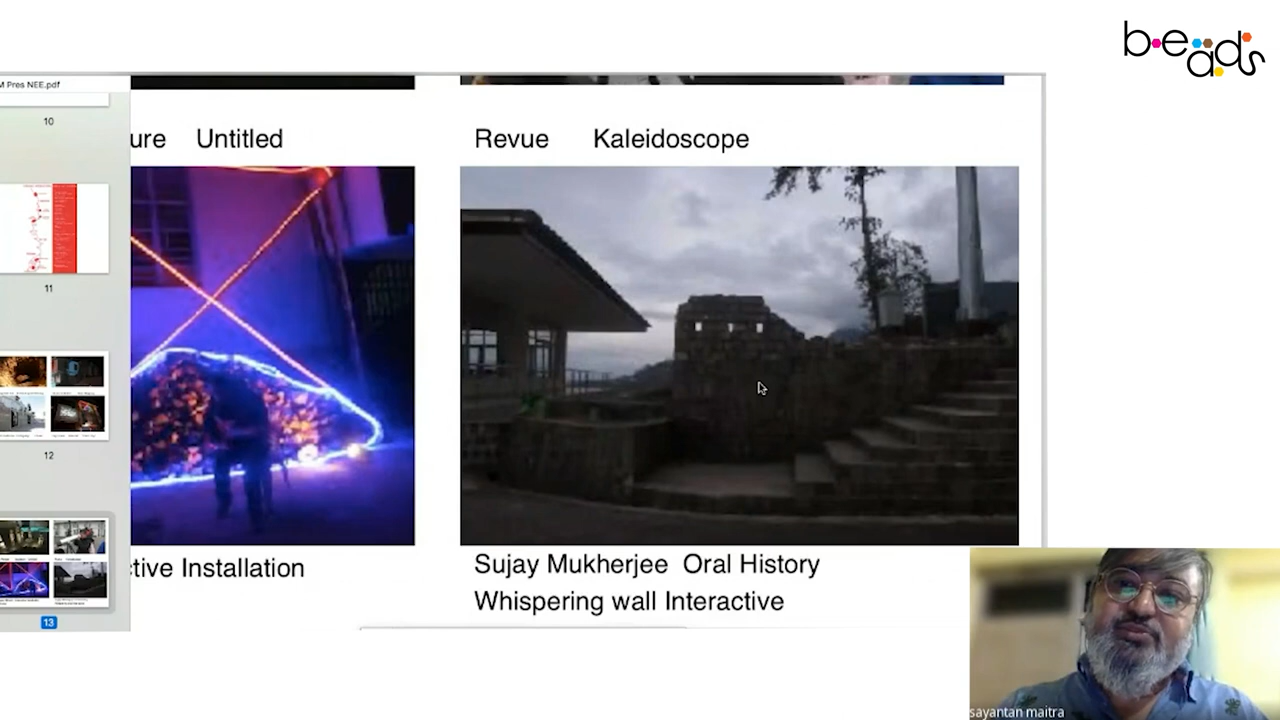 beads
M Pres NEE.pdf
10
ure Untitled
Revue Kaleidoscope
11
12
ctive Installation
Sujay Mukherjee Oral History
Whispering wall Interactive
13
sayantan maitra